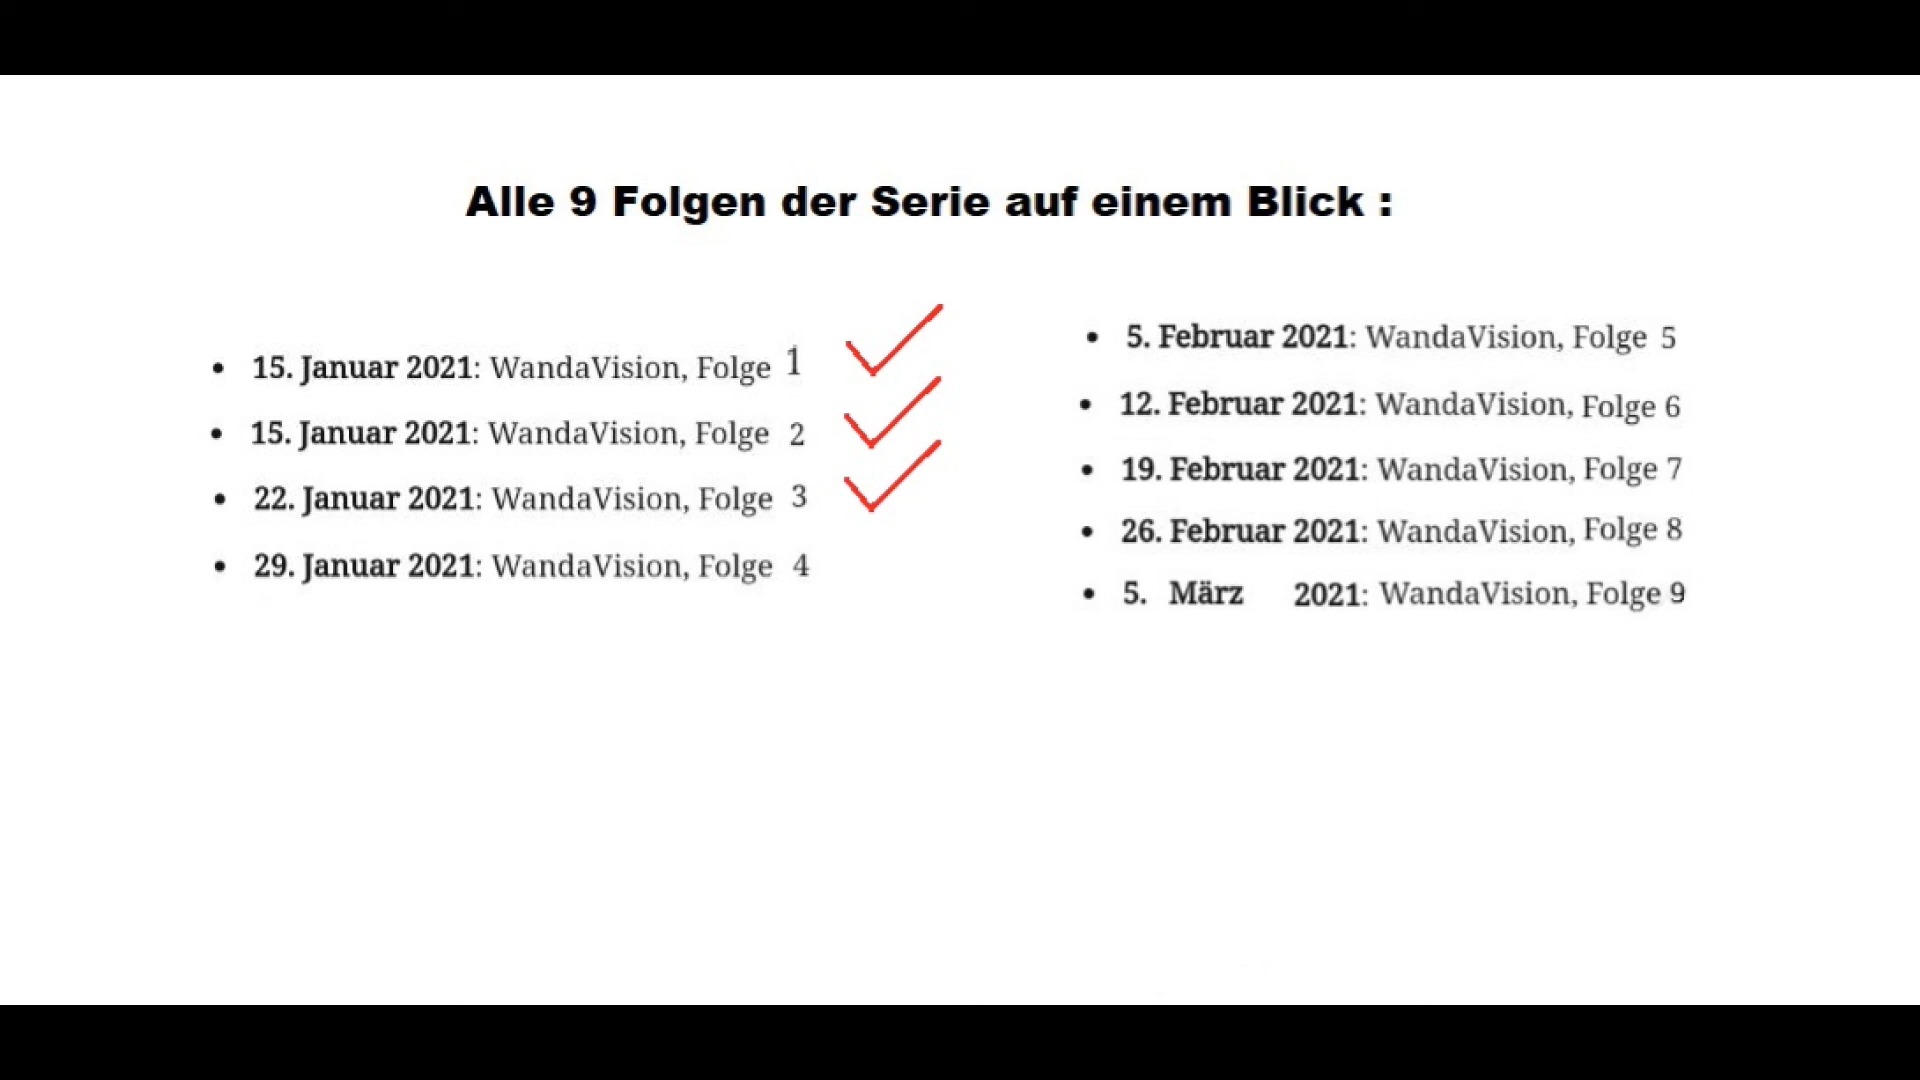 Alle 9 Folgen der Serie auf einem Blick :
• 15. Januar 2021: WandaVision, Folge 1
• 15. Januar 2021: WandaVision, Folge 2
• 22. Januar 2021: WandaVision, Folge 3
• 29. Januar 2021: WandaVision, Folge 4
• 5. Februar 2021: WandaVision, Folge 5
• 12. Februar 2021: WandaVision, Folge 6
• 19. Februar 2021: WandaVision, Folge 7
• 26. Februar 2021: WandaVision, Folge 8
• 5. März 2021: WandaVision, Folge 9